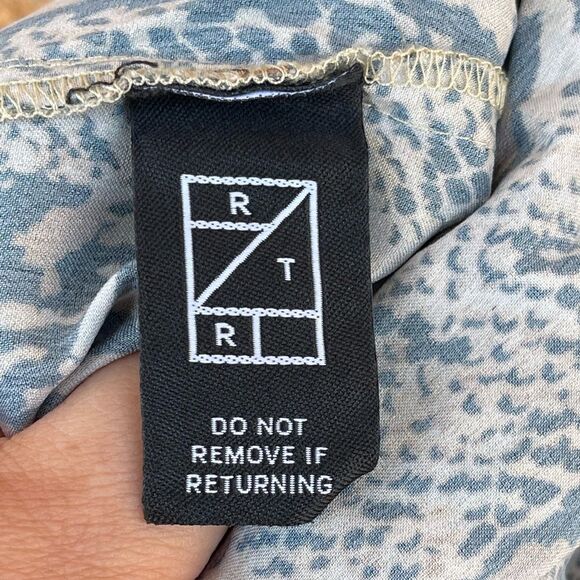 R
T
R
DO NOT
REMOVE IF
RETURNING